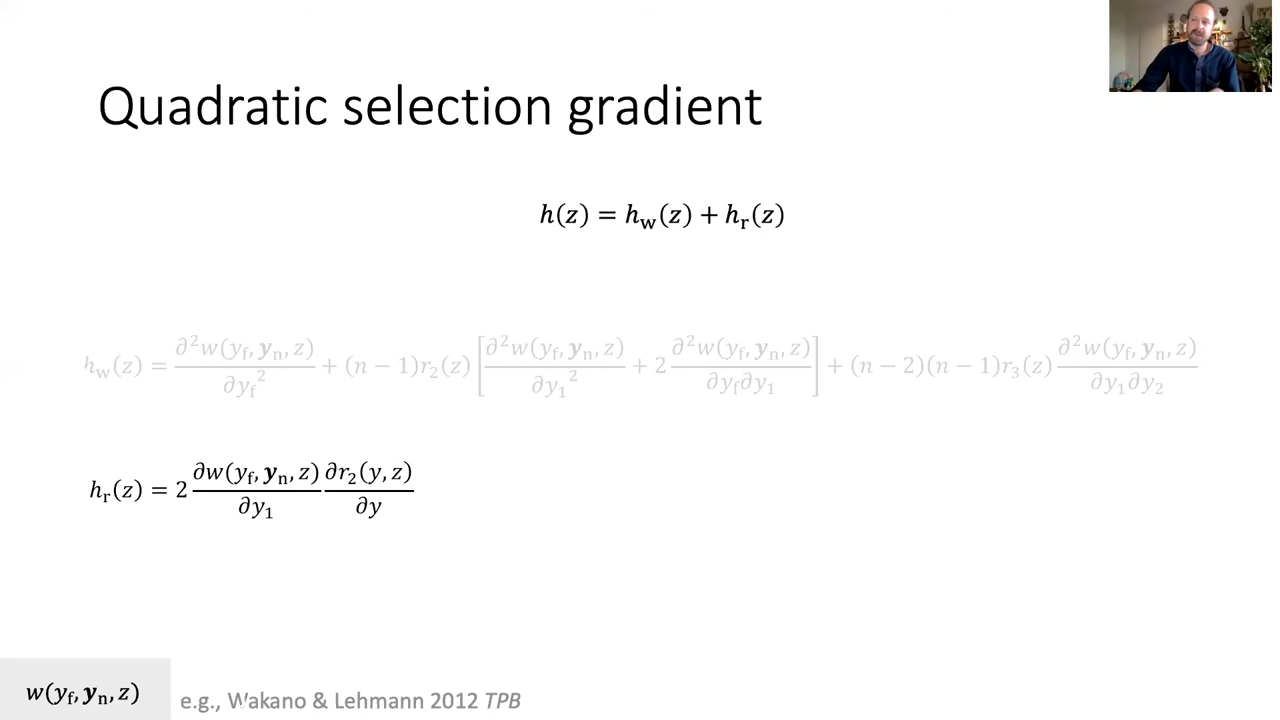 Quadratic selection gradient
h(z) = h_w(z) + h_r(z)
h_w(z) = ∂²w(y_f, y_n, z)/∂y_f² + (n − 1)r_2(z) [∂²w(y_f, y_n, z)/∂y_1² + 2 ∂²w(y_f, y_n, z)/∂y_f∂y_1] + (n − 2)(n − 1)r_3(z) ∂²w(y_f, y_n, z)/∂y_1∂y_2
h_r(z) = 2 ∂w(y_f, y_n, z)/∂y_1 ∂r_2(y, z)/∂y
w(y_f, y_n, z) e.g., Wakano & Lehmann 2012 TPB